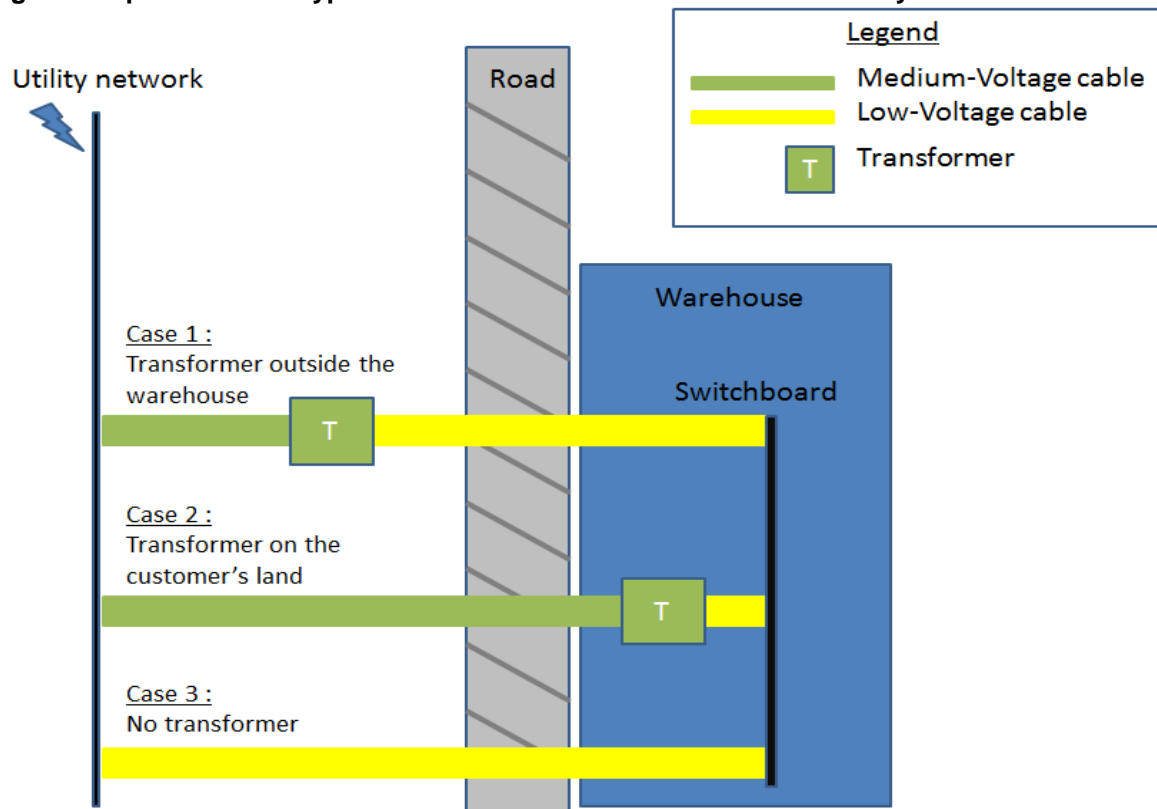 Legend
Utility network
Road
Medium-Voltage cable
Low-Voltage cable
T
Transformer
Warehouse
Case 1 :
Transformer outside the
warehouse
Switchboard
T
Case 2 :
Transformer on the
customer's land
T
Case 3 :
No transformer